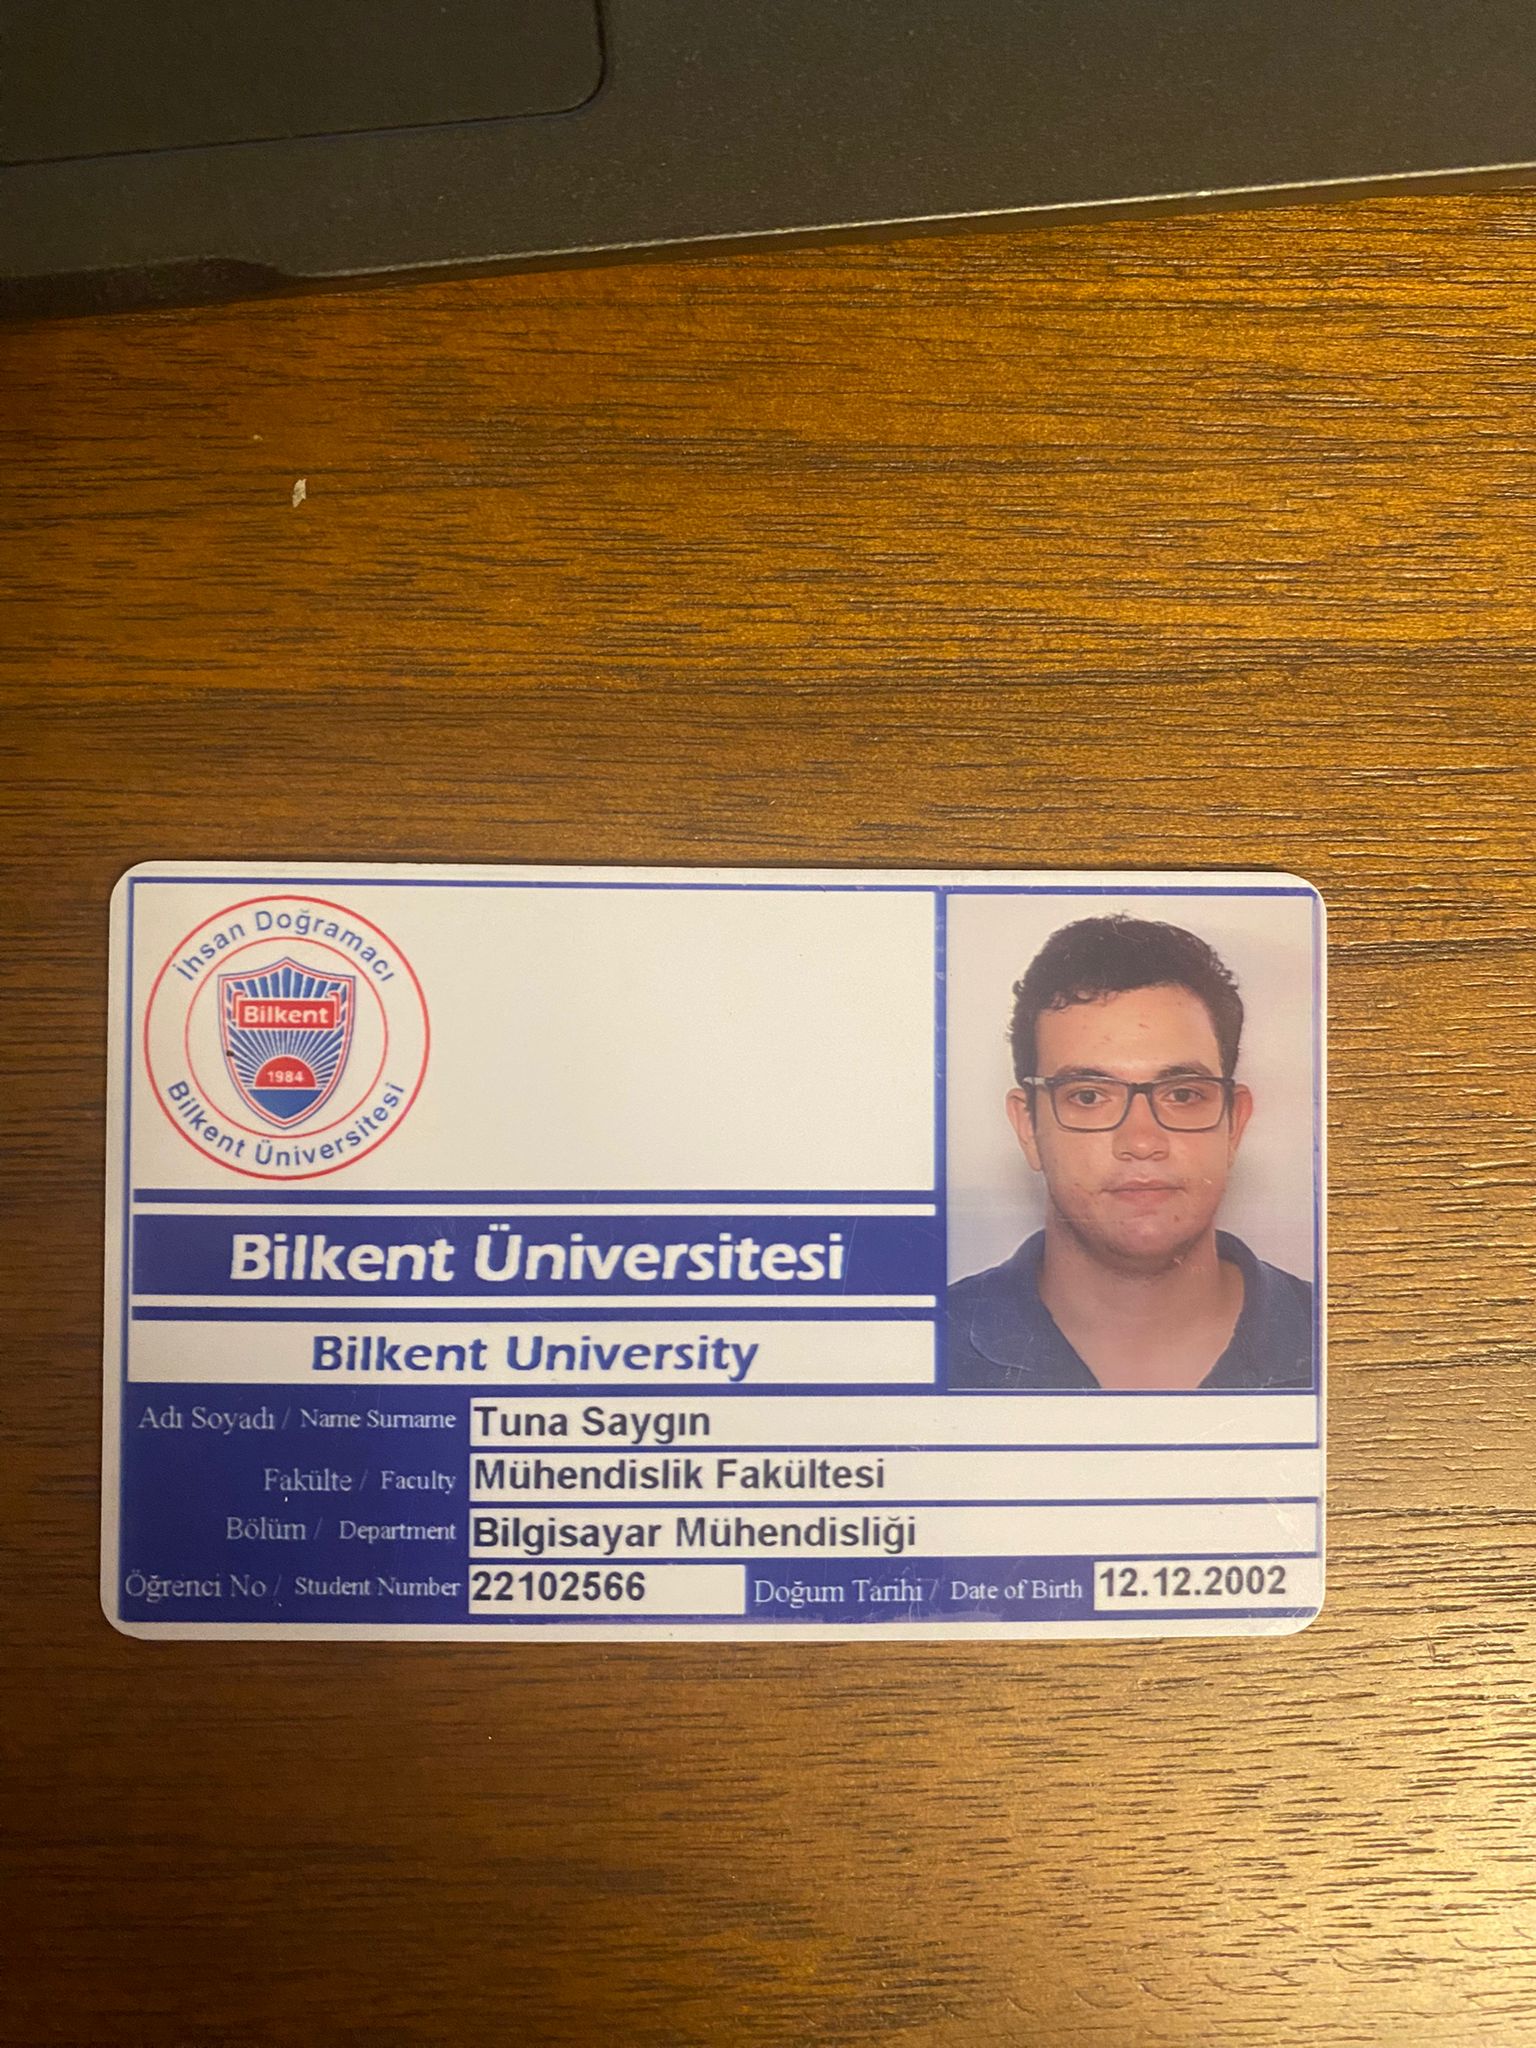 İhsan Doğramacı
Bilkent
1984
Bilkent Üniversitesi
Bilkent Üniversitesi
Bilkent University
Adı Soyadı / Name Surname Tuna Saygın
Fakülte / Faculty Mühendislik Fakültesi
Bölüm / Department Bilgisayar Mühendisliği
Öğrenci No / Student Number 22102566 Doğum Tarihi / Date of Birth 12.12.2002